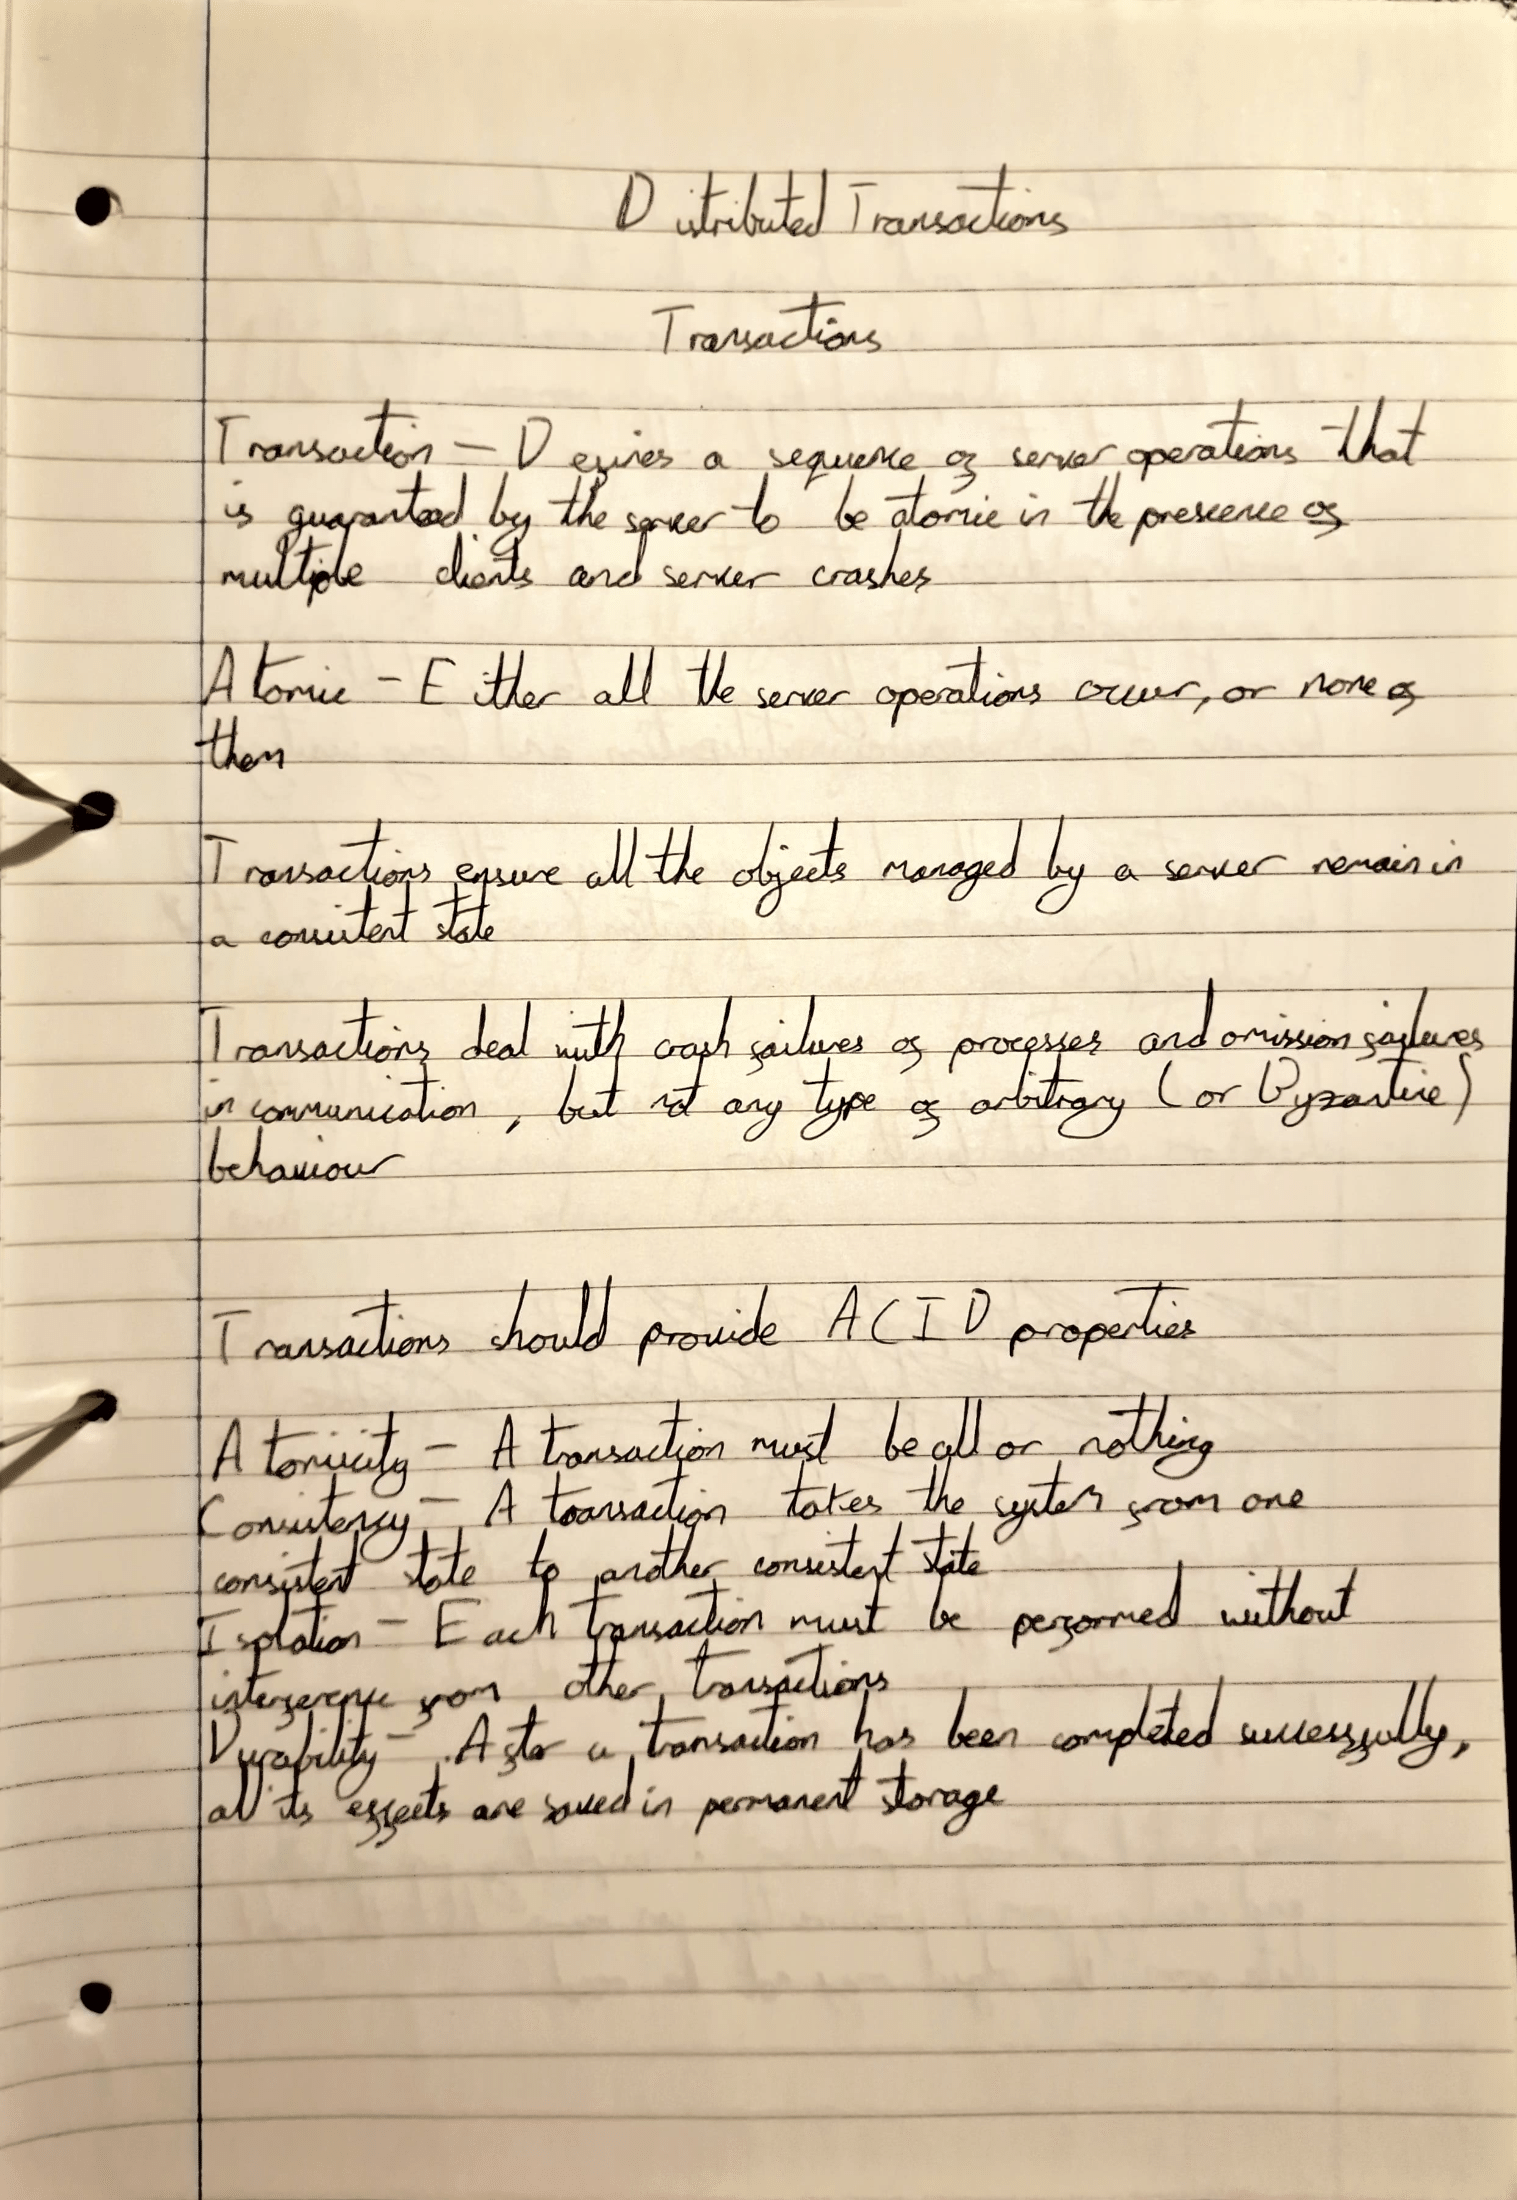 Distributed Transactions
Transactions
Transaction – Defines a sequence of server operations that
is guaranteed by the server to be atomic in the prescence of
multiple clients and server crashes
Atomic – Either all the server operations occur, or none of
them
Transactions ensure all the objects managed by a server remain in
a consistent state
Transactions deal with crash failures of processes and omission failures
in communication, but not any type of arbitrary (or Byzantine)
behaviour
Transactions should provide ACID properties
Atomicity – A transaction must be all or nothing
Consistency – A transaction takes the system from one
consistent state to another consistent state
Isolation – Each transaction must be performed without
interference from other transactions
Durability – After a transaction has been completed successfully,
all its effects are saved in permanent storage